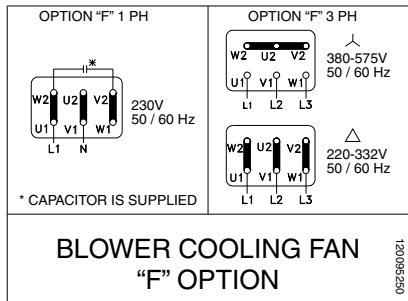 OPTION "F" 1 PH
*
W2 U2 V2
U1 V1 W1
L1 N
230V
50 / 60 Hz
* CAPACITOR IS SUPPLIED
OPTION "F" 3 PH
W2 U2 V2
U1 V1 W1
L1 L2 L3
380-575V
50 / 60 Hz
W2 U2 V2
U1 V1 W1
L1 L2 L3
220-332V
50 / 60 Hz
BLOWER COOLING FAN
“F” OPTION
120095250